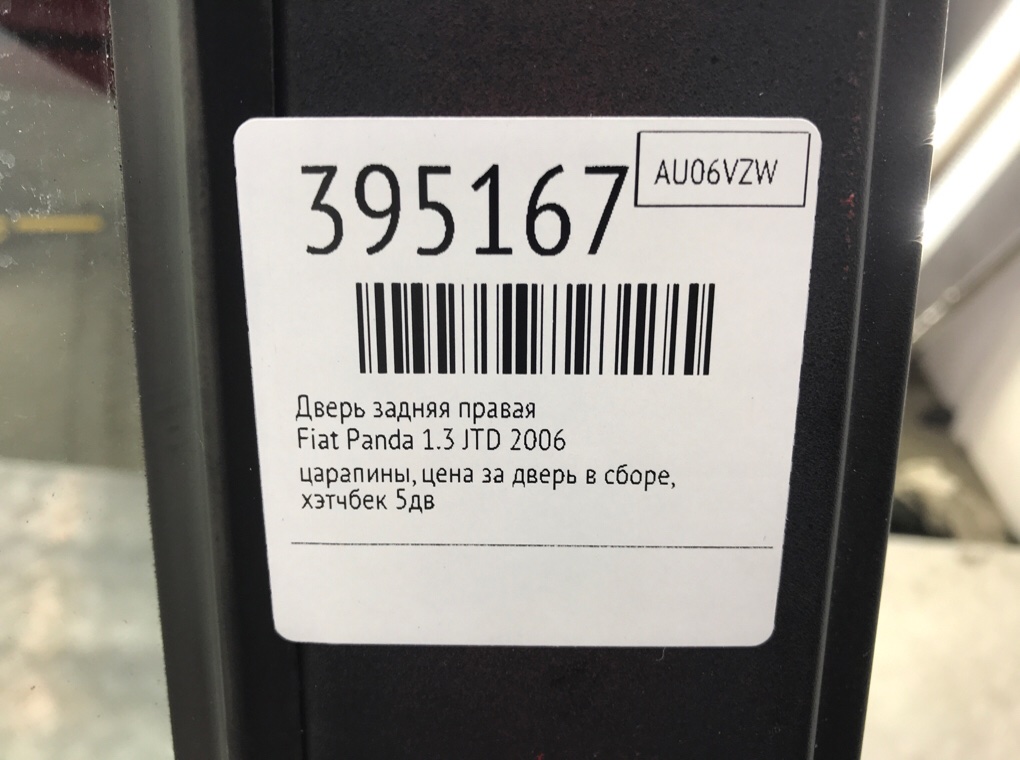 395167
AU06VZW
Дверь задняя правая
Fiat Panda 1.3 JTD 2006
царапины, цена за дверь в сборе,
хэтчбек 5дв